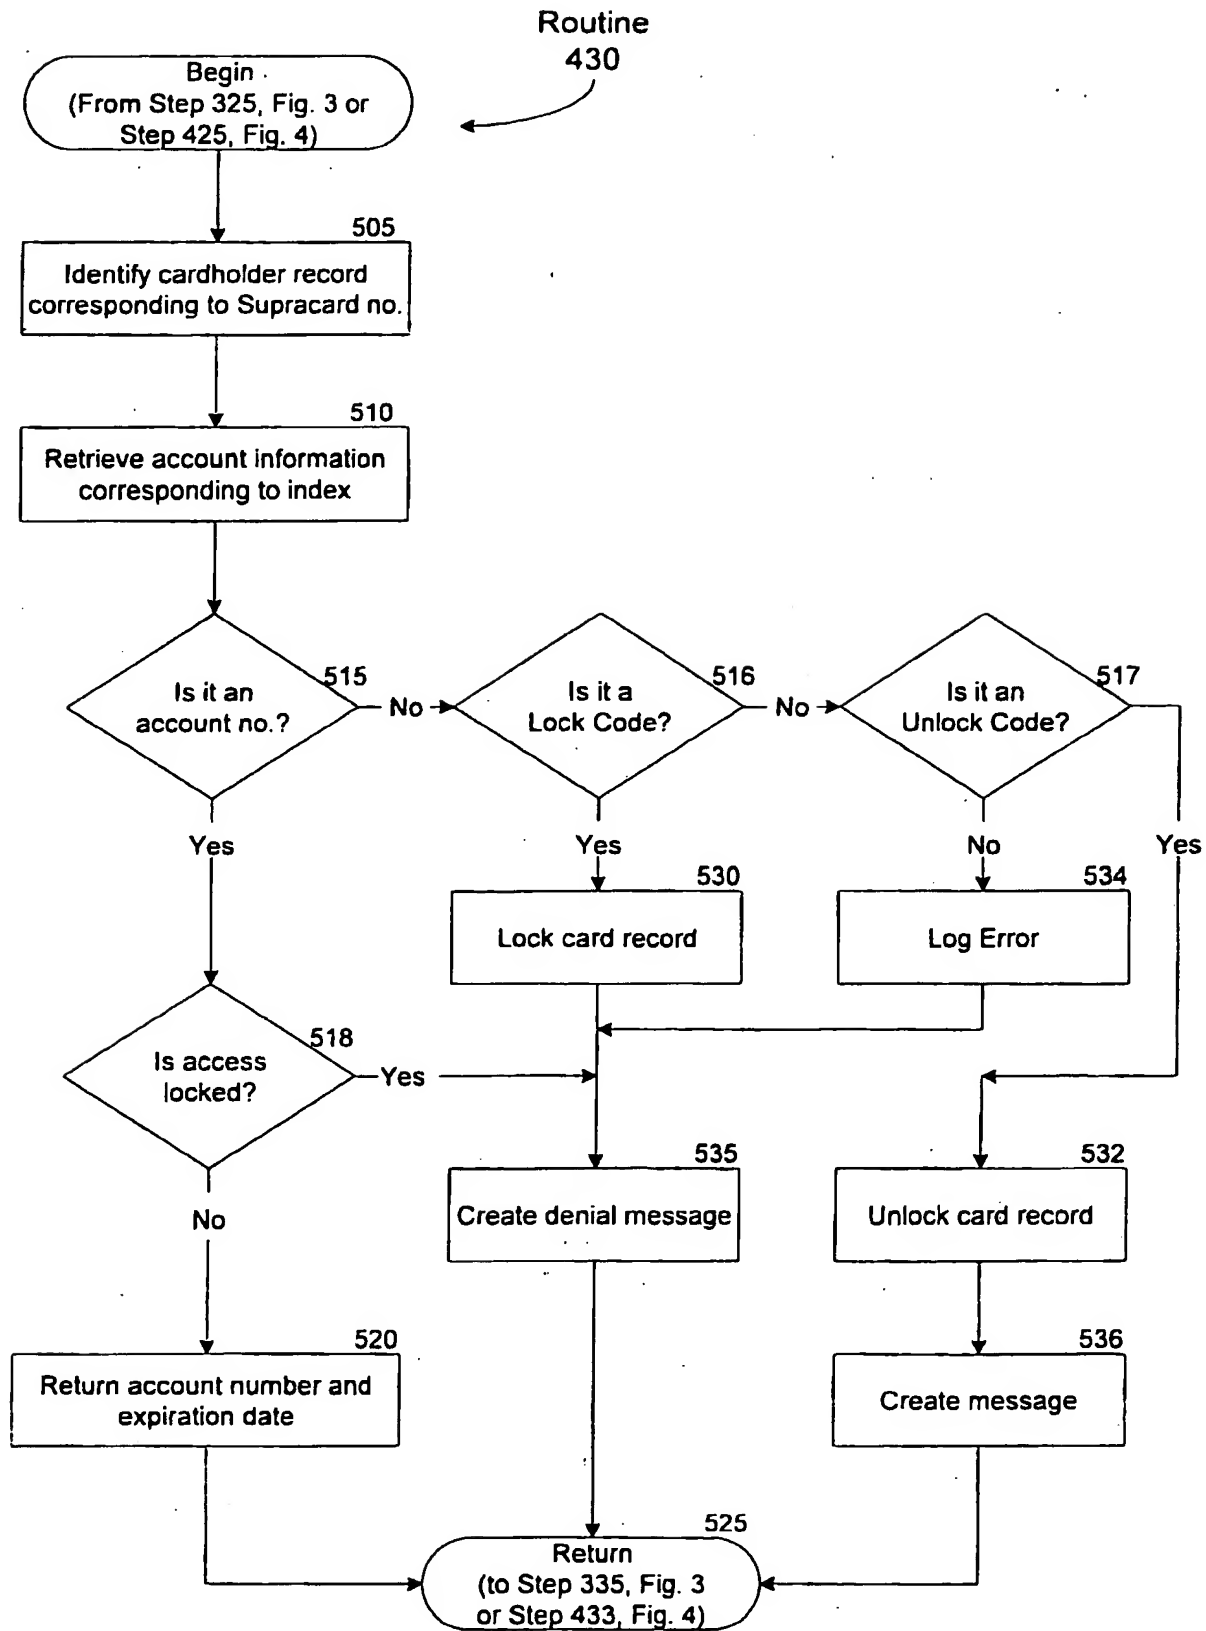 Routine
430
Begin
(From Step 325, Fig. 3 or
Step 425, Fig. 4)
505
Identify cardholder record
corresponding to Supracard no.
510
Retrieve account information
corresponding to index
515
Is it an
account no.?
No
516
Is it a
Lock Code?
No
517
Is it an
Unlock Code?
Yes
Yes
No
Yes
530
Lock card record
534
Log Error
518
Is access
locked?
Yes
No
535
Create denial message
532
Unlock card record
520
Return account number and
expiration date
536
Create message
525
Return
(to Step 335, Fig. 3
or Step 433, Fig. 4)